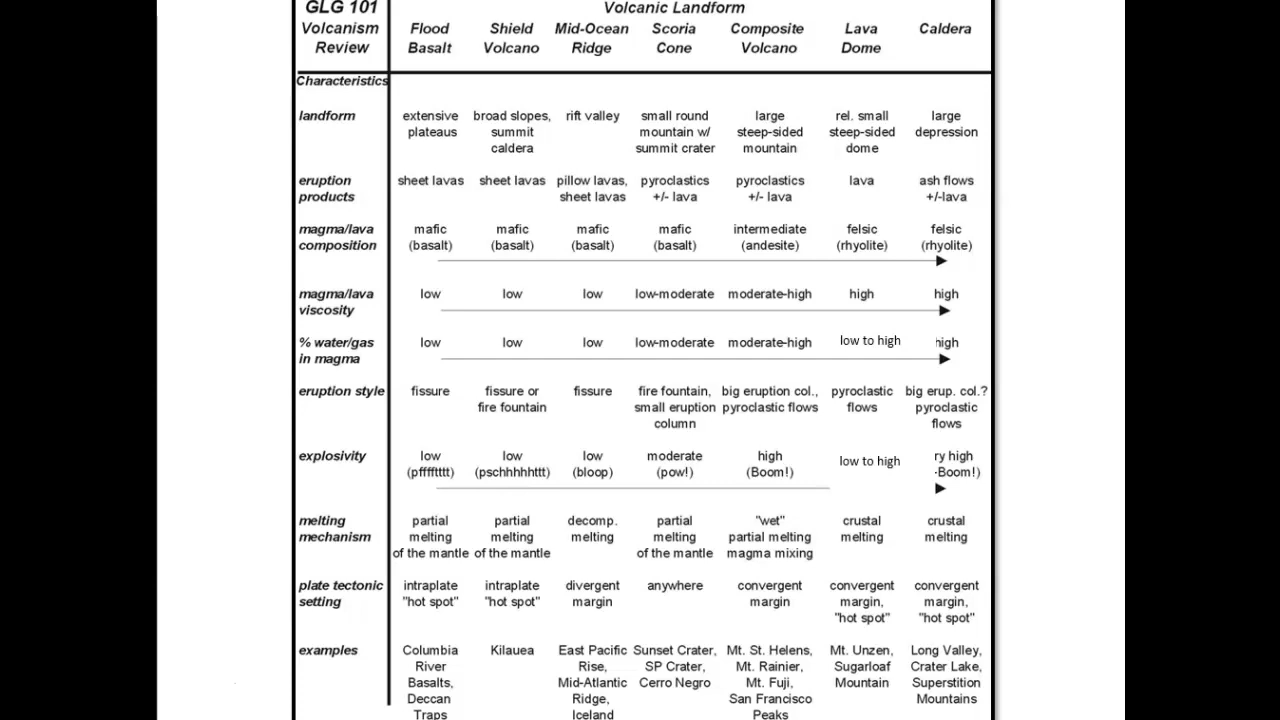 GLG 101 Volcanic Landform
Volcanism Review Flood Basalt Shield Volcano Mid-Ocean Ridge Scoria Cone Composite Volcano Lava Dome Caldera
Characteristics
landform extensive plateaus broad slopes, summit caldera rift valley small round mountain w/ summit crater large steep-sided mountain rel. small steep-sided dome large depression
eruption products sheet lavas sheet lavas pillow lavas, sheet lavas pyroclastics +/- lava pyroclastics +/- lava lava ash flows +/-lava
magma/lava composition mafic (basalt) mafic (basalt) mafic (basalt) mafic (basalt) intermediate (andesite) felsic (rhyolite) felsic (rhyolite)
magma/lava viscosity low low low low-moderate moderate-high high high
% water/gas in magma low low low low-moderate moderate-high low to high high
eruption style fissure fissure or fire fountain fissure fire fountain, small eruption column big eruption col., pyroclastic flows pyroclastic flows big erup. col.? pyroclastic flows
explosivity low (pfffftttt) low (pschhhhhttt) low (bloop) moderate (pow!) high (Boom!) low to high ry high -Boom!)
melting mechanism partial melting of the mantle partial melting of the mantle decomp. melting partial melting of the mantle "wet" partial melting magma mixing crustal melting crustal melting
plate tectonic setting intraplate "hot spot" intraplate "hot spot" divergent margin anywhere convergent margin convergent margin, "hot spot" convergent margin, "hot spot"
examples Columbia River Basalts, Deccan Traps Kilauea East Pacific Rise, Mid-Atlantic Ridge, Iceland Sunset Crater, SP Crater, Cerro Negro Mt. St. Helens, Mt. Rainier, Mt. Fuji, San Francisco Peaks Mt. Unzen, Sugarloaf Mountain Long Valley, Crater Lake, Superstition Mountains